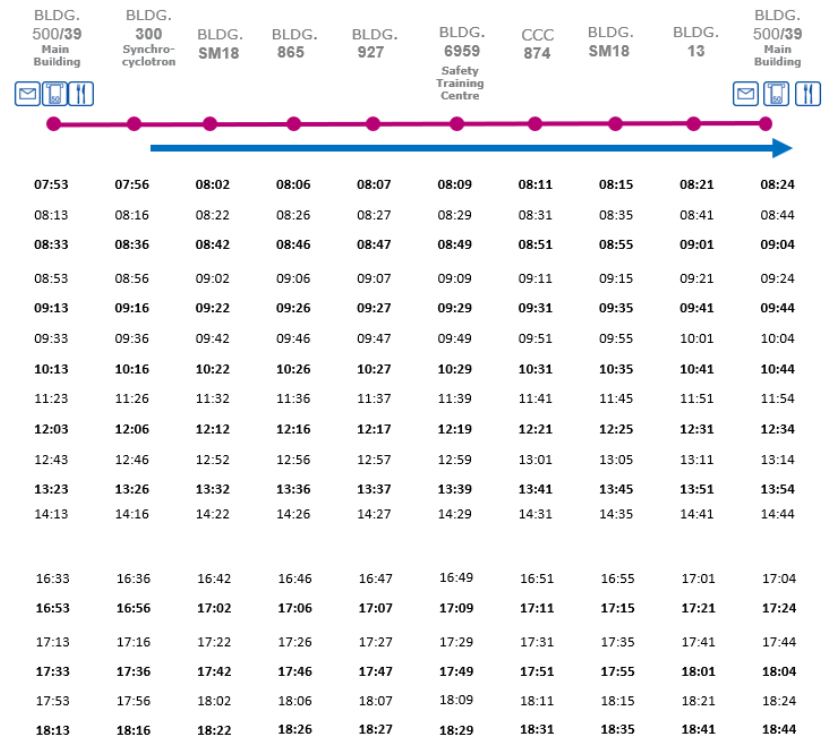 BLDG. 500/39 Main Building
BLDG. 300 Synchro-cyclotron
BLDG. SM18
BLDG. 865
BLDG. 927
BLDG. 6959 Safety Training Centre
CCC 874
BLDG. SM18
BLDG. 13
BLDG. 500/39 Main Building
07:53 07:56 08:02 08:06 08:07 08:09 08:11 08:15 08:21 08:24
08:13 08:16 08:22 08:26 08:27 08:29 08:31 08:35 08:41 08:44
08:33 08:36 08:42 08:46 08:47 08:49 08:51 08:55 09:01 09:04
08:53 08:56 09:02 09:06 09:07 09:09 09:11 09:15 09:21 09:24
09:13 09:16 09:22 09:26 09:27 09:29 09:31 09:35 09:41 09:44
09:33 09:36 09:42 09:46 09:47 09:49 09:51 09:55 10:01 10:04
10:13 10:16 10:22 10:26 10:27 10:29 10:31 10:35 10:41 10:44
11:23 11:26 11:32 11:36 11:37 11:39 11:41 11:45 11:51 11:54
12:03 12:06 12:12 12:16 12:17 12:19 12:21 12:25 12:31 12:34
12:43 12:46 12:52 12:56 12:57 12:59 13:01 13:05 13:11 13:14
13:23 13:26 13:32 13:36 13:37 13:39 13:41 13:45 13:51 13:54
14:13 14:16 14:22 14:26 14:27 14:29 14:31 14:35 14:41 14:44
16:33 16:36 16:42 16:46 16:47 16:49 16:51 16:55 17:01 17:04
16:53 16:56 17:02 17:06 17:07 17:09 17:11 17:15 17:21 17:24
17:13 17:16 17:22 17:26 17:27 17:29 17:31 17:35 17:41 17:44
17:33 17:36 17:42 17:46 17:47 17:49 17:51 17:55 18:01 18:04
17:53 17:56 18:02 18:06 18:07 18:09 18:11 18:15 18:21 18:24
18:13 18:16 18:22 18:26 18:27 18:29 18:31 18:35 18:41 18:44